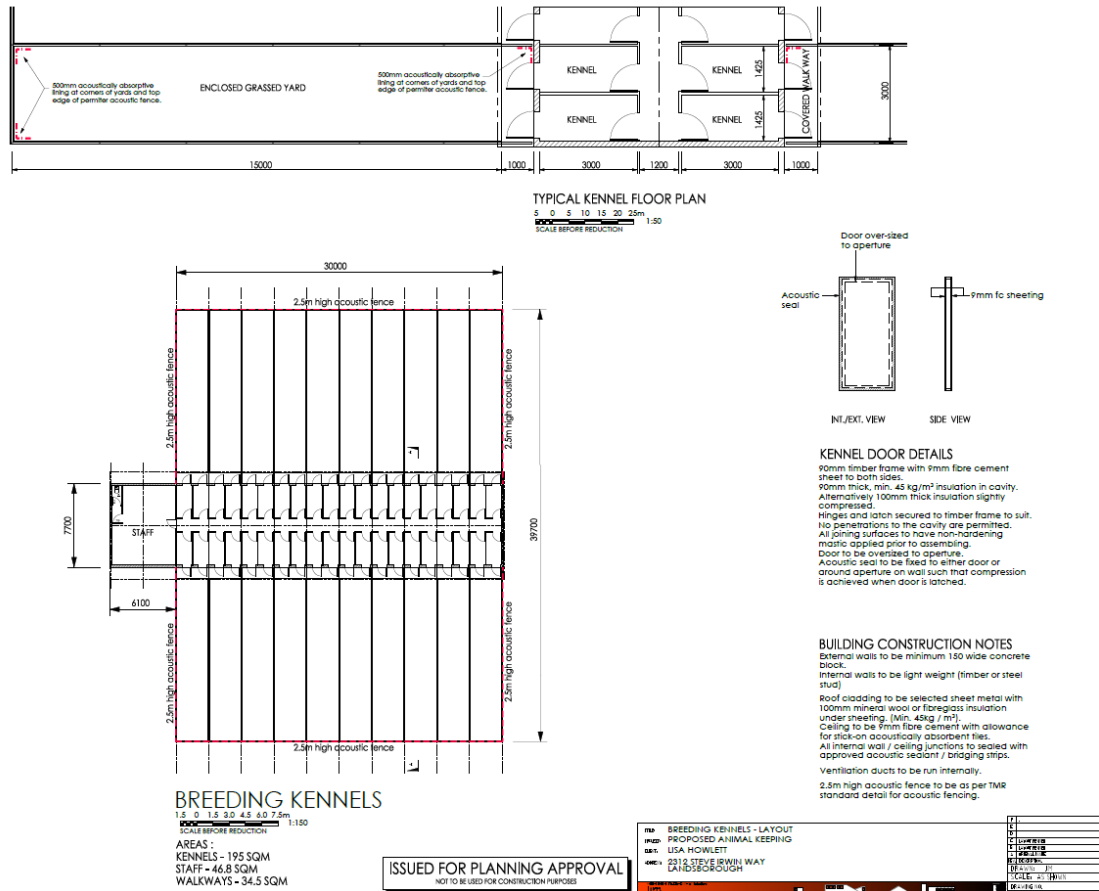 500mm acoustically absorptive
lining at corners of yards and top
edge of permiter acoustic fence.
ENCLOSED GRASSED YARD
500mm acoustically absorptive
lining at corners of yards and top
edge of permiter acoustic fence.
KENNEL
KENNEL
KENNEL
KENNEL
1425
1425
COVERED WALK WAY
3000
15000
1000
3000
1200
3000
1000
TYPICAL KENNEL FLOOR PLAN
5 0 5 10 15 20 25m
1:50
SCALE BEFORE REDUCTION
30000
2.5m high acoustic fence
2.5m high acoustic fence
2.5m high acoustic fence
7700
STAFF
39700
6100
2.5m high acoustic fence
2.5m high acoustic fence
2.5m high acoustic fence
BREEDING KENNELS
1.5 0 1.5 3.0 4.5 6.0 7.5m
1:150
SCALE BEFORE REDUCTION
AREAS :
KENNELS - 195 SQM
STAFF - 46.8 SQM
WALKWAYS - 34.5 SQM
ISSUED FOR PLANNING APPROVAL
NOT TO BE USED FOR CONSTRUCTION PURPOSES
Door over-sized
to aperture
Acoustic
seal
9mm fc sheeting
INT./EXT. VIEW
SIDE VIEW
KENNEL DOOR DETAILS
90mm timber frame with 9mm fibre cement
sheet to both sides.
90mm thick, min. 45 kg/m² insulation in cavity.
Alternatively 100mm thick insulation slightly
compressed.
Hinges and latch secured to timber frame to suit.
No penetrations to the cavity are permitted.
All joining surfaces to have non-hardening
mastic applied prior to assembling.
Door to be oversized to aperture.
Acoustic seal to be fixed to either door or
around aperture on wall such that compression
is achieved when door is latched.
BUILDING CONSTRUCTION NOTES
External walls to be minimum 150 wide concrete
block.
Internal walls to be light weight (timber or steel
stud)
Roof cladding to be selected sheet metal with
100mm mineral wool or fibreglass insulation
under sheeting. (Min. 45kg / m³).
Ceiling to be 9mm fibre cement with allowance
for stick-on acoustically absorbent tiles.
All internal wall / ceiling junctions to sealed with
approved acoustic sealant / bridging strips.
Ventilation ducts to be run internally.
2.5m high acoustic fence to be as per TMR
standard detail for acoustic fencing.
BREEDING KENNELS - LAYOUT
PROPOSED ANIMAL KEEPING
LISA HOWLETT
2312 STEVE IRWIN WAY
LANDSBOROUGH
DRAWN: JH
SCALE: AS SHOWN
DRAWING NO.